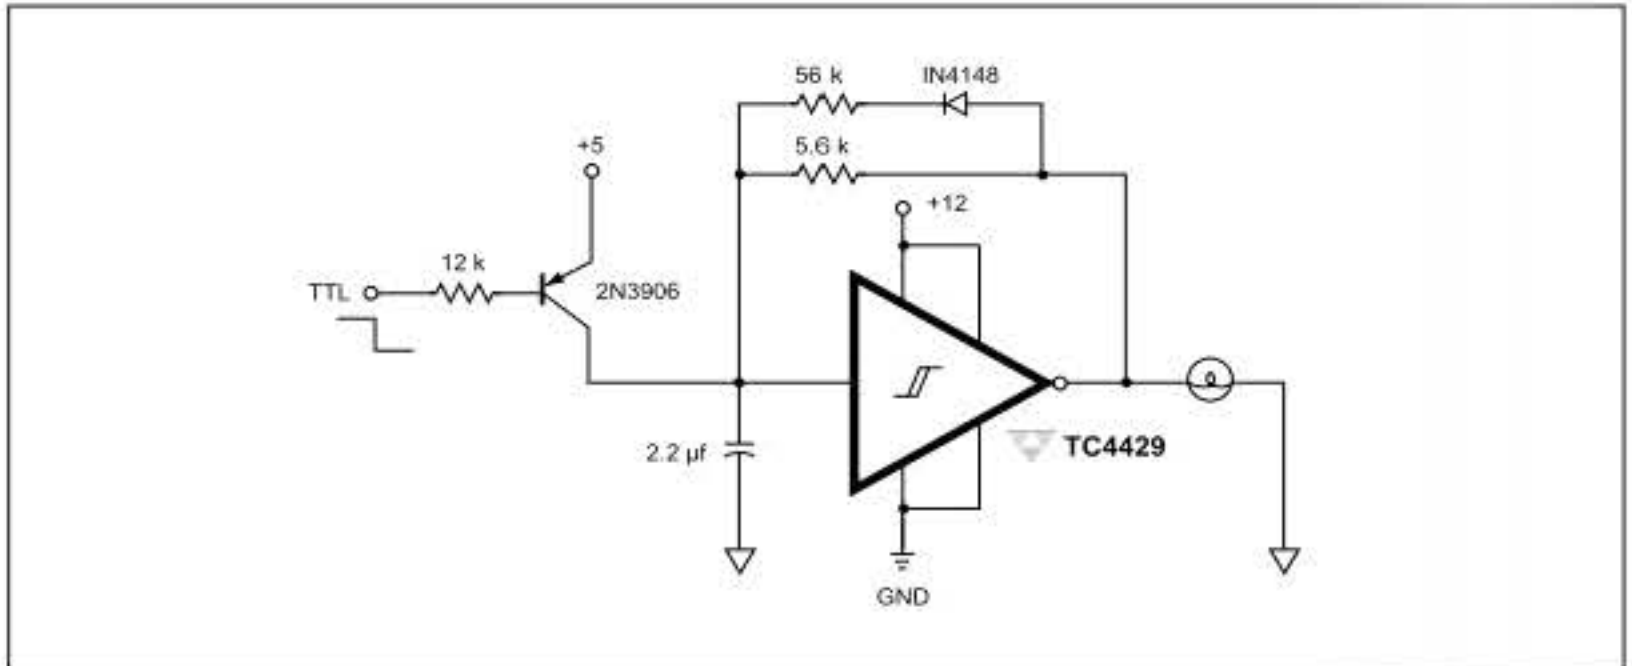 56 k
IN4148
5.6 k
+5
+12
12 k
TTL
2N3906
2.2 µf
TC4429
GND